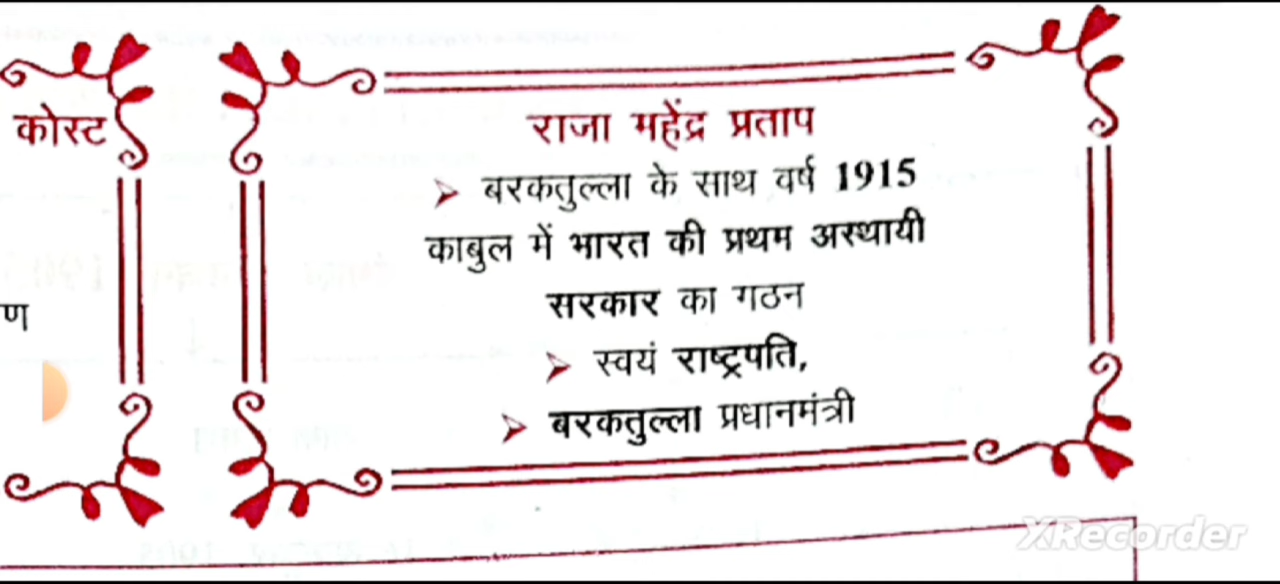 कोस्ट
ण
राजा महेंद्र प्रताप
➢ बरकतुल्ला के साथ वर्ष 1915
काबुल में भारत की प्रथम अस्थायी
सरकार का गठन
➢ स्वयं राष्ट्रपति,
➢ बरकतुल्ला प्रधानमंत्री
XRecorder